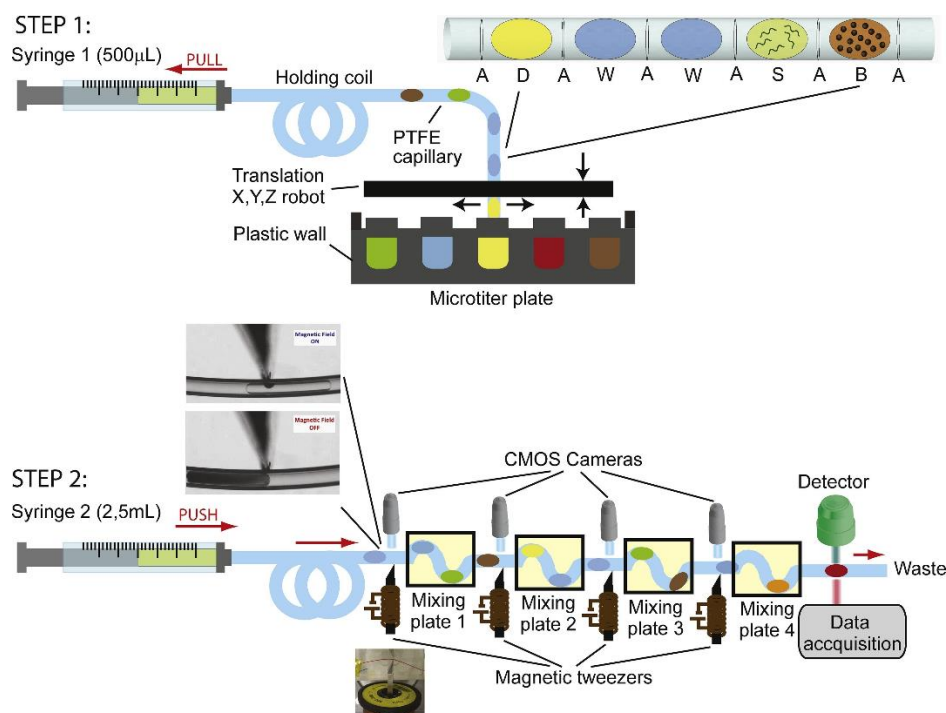 STEP 1:
Syringe 1 (500μL)
PULL
Holding coil
PTFE
capillary
A D A W A W A S A B A
Translation
X,Y,Z robot
Plastic wall
Microtiter plate
Magnetic Field
ON
Magnetic Field
OFF
STEP 2:
Syringe 2 (2,5mL)
PUSH
CMOS Cameras
Detector
Waste
Mixing
plate 1
Mixing
plate 2
Mixing
plate 3
Mixing
plate 4
Data
accquisition
Magnetic tweezers